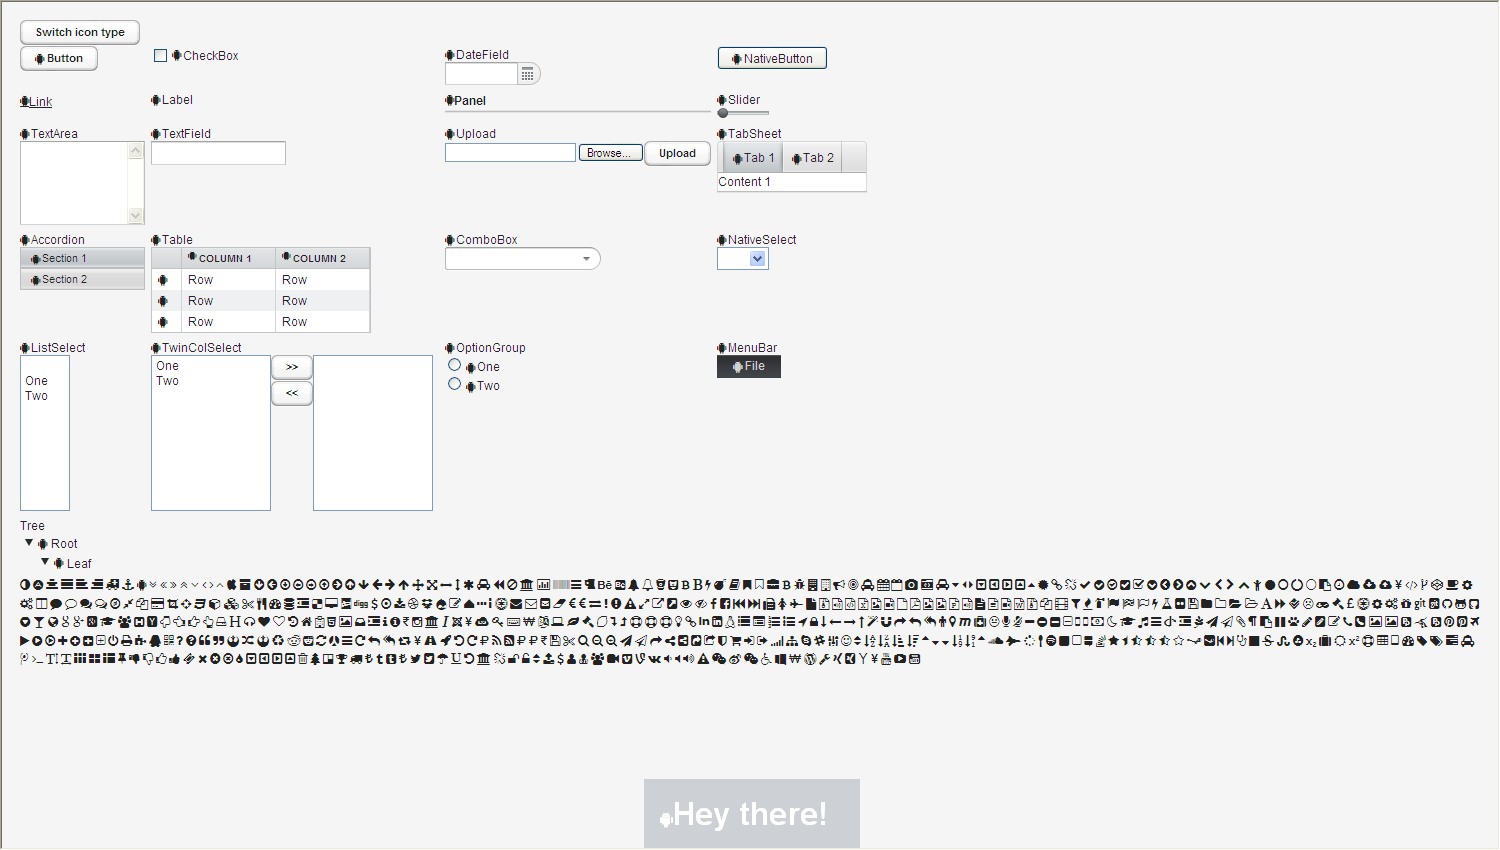 Switch icon type
Button
CheckBox
DateField
NativeButton
Link
Label
Panel
Slider
TextArea
TextField
Upload
Browse... Upload
TabSheet
Tab 1 Tab 2
Content 1
Accordion
Section 1
Section 2
Table
COLUMN 1 COLUMN 2
Row Row
Row Row
Row Row
ComboBox
NativeSelect
ListSelect
One
Two
TwinColSelect
One
Two
>>
<<
OptionGroup
One
Two
MenuBar
File
Tree
Root
Leaf
Hey there!